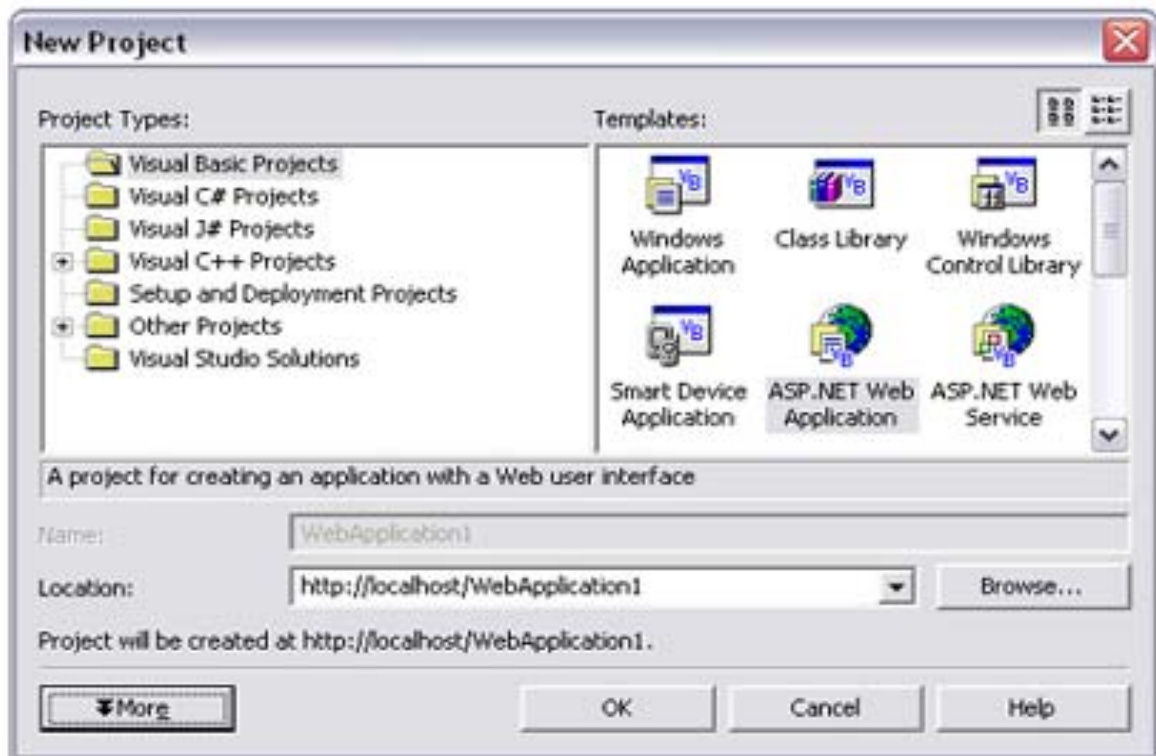 New Project
Project Types:
Templates:
Visual Basic Projects
Visual C# Projects
Visual J# Projects
Visual C++ Projects
Setup and Deployment Projects
Other Projects
Visual Studio Solutions
Windows
Application
Class Library
Windows
Control Library
Smart Device
Application
ASP.NET Web
Application
ASP.NET Web
Service
A project for creating an application with a Web user interface
Name:
WebApplication1
Location:
http://localhost/WebApplication1
Browse...
Project will be created at http://localhost/WebApplication1.
More
OK
Cancel
Help